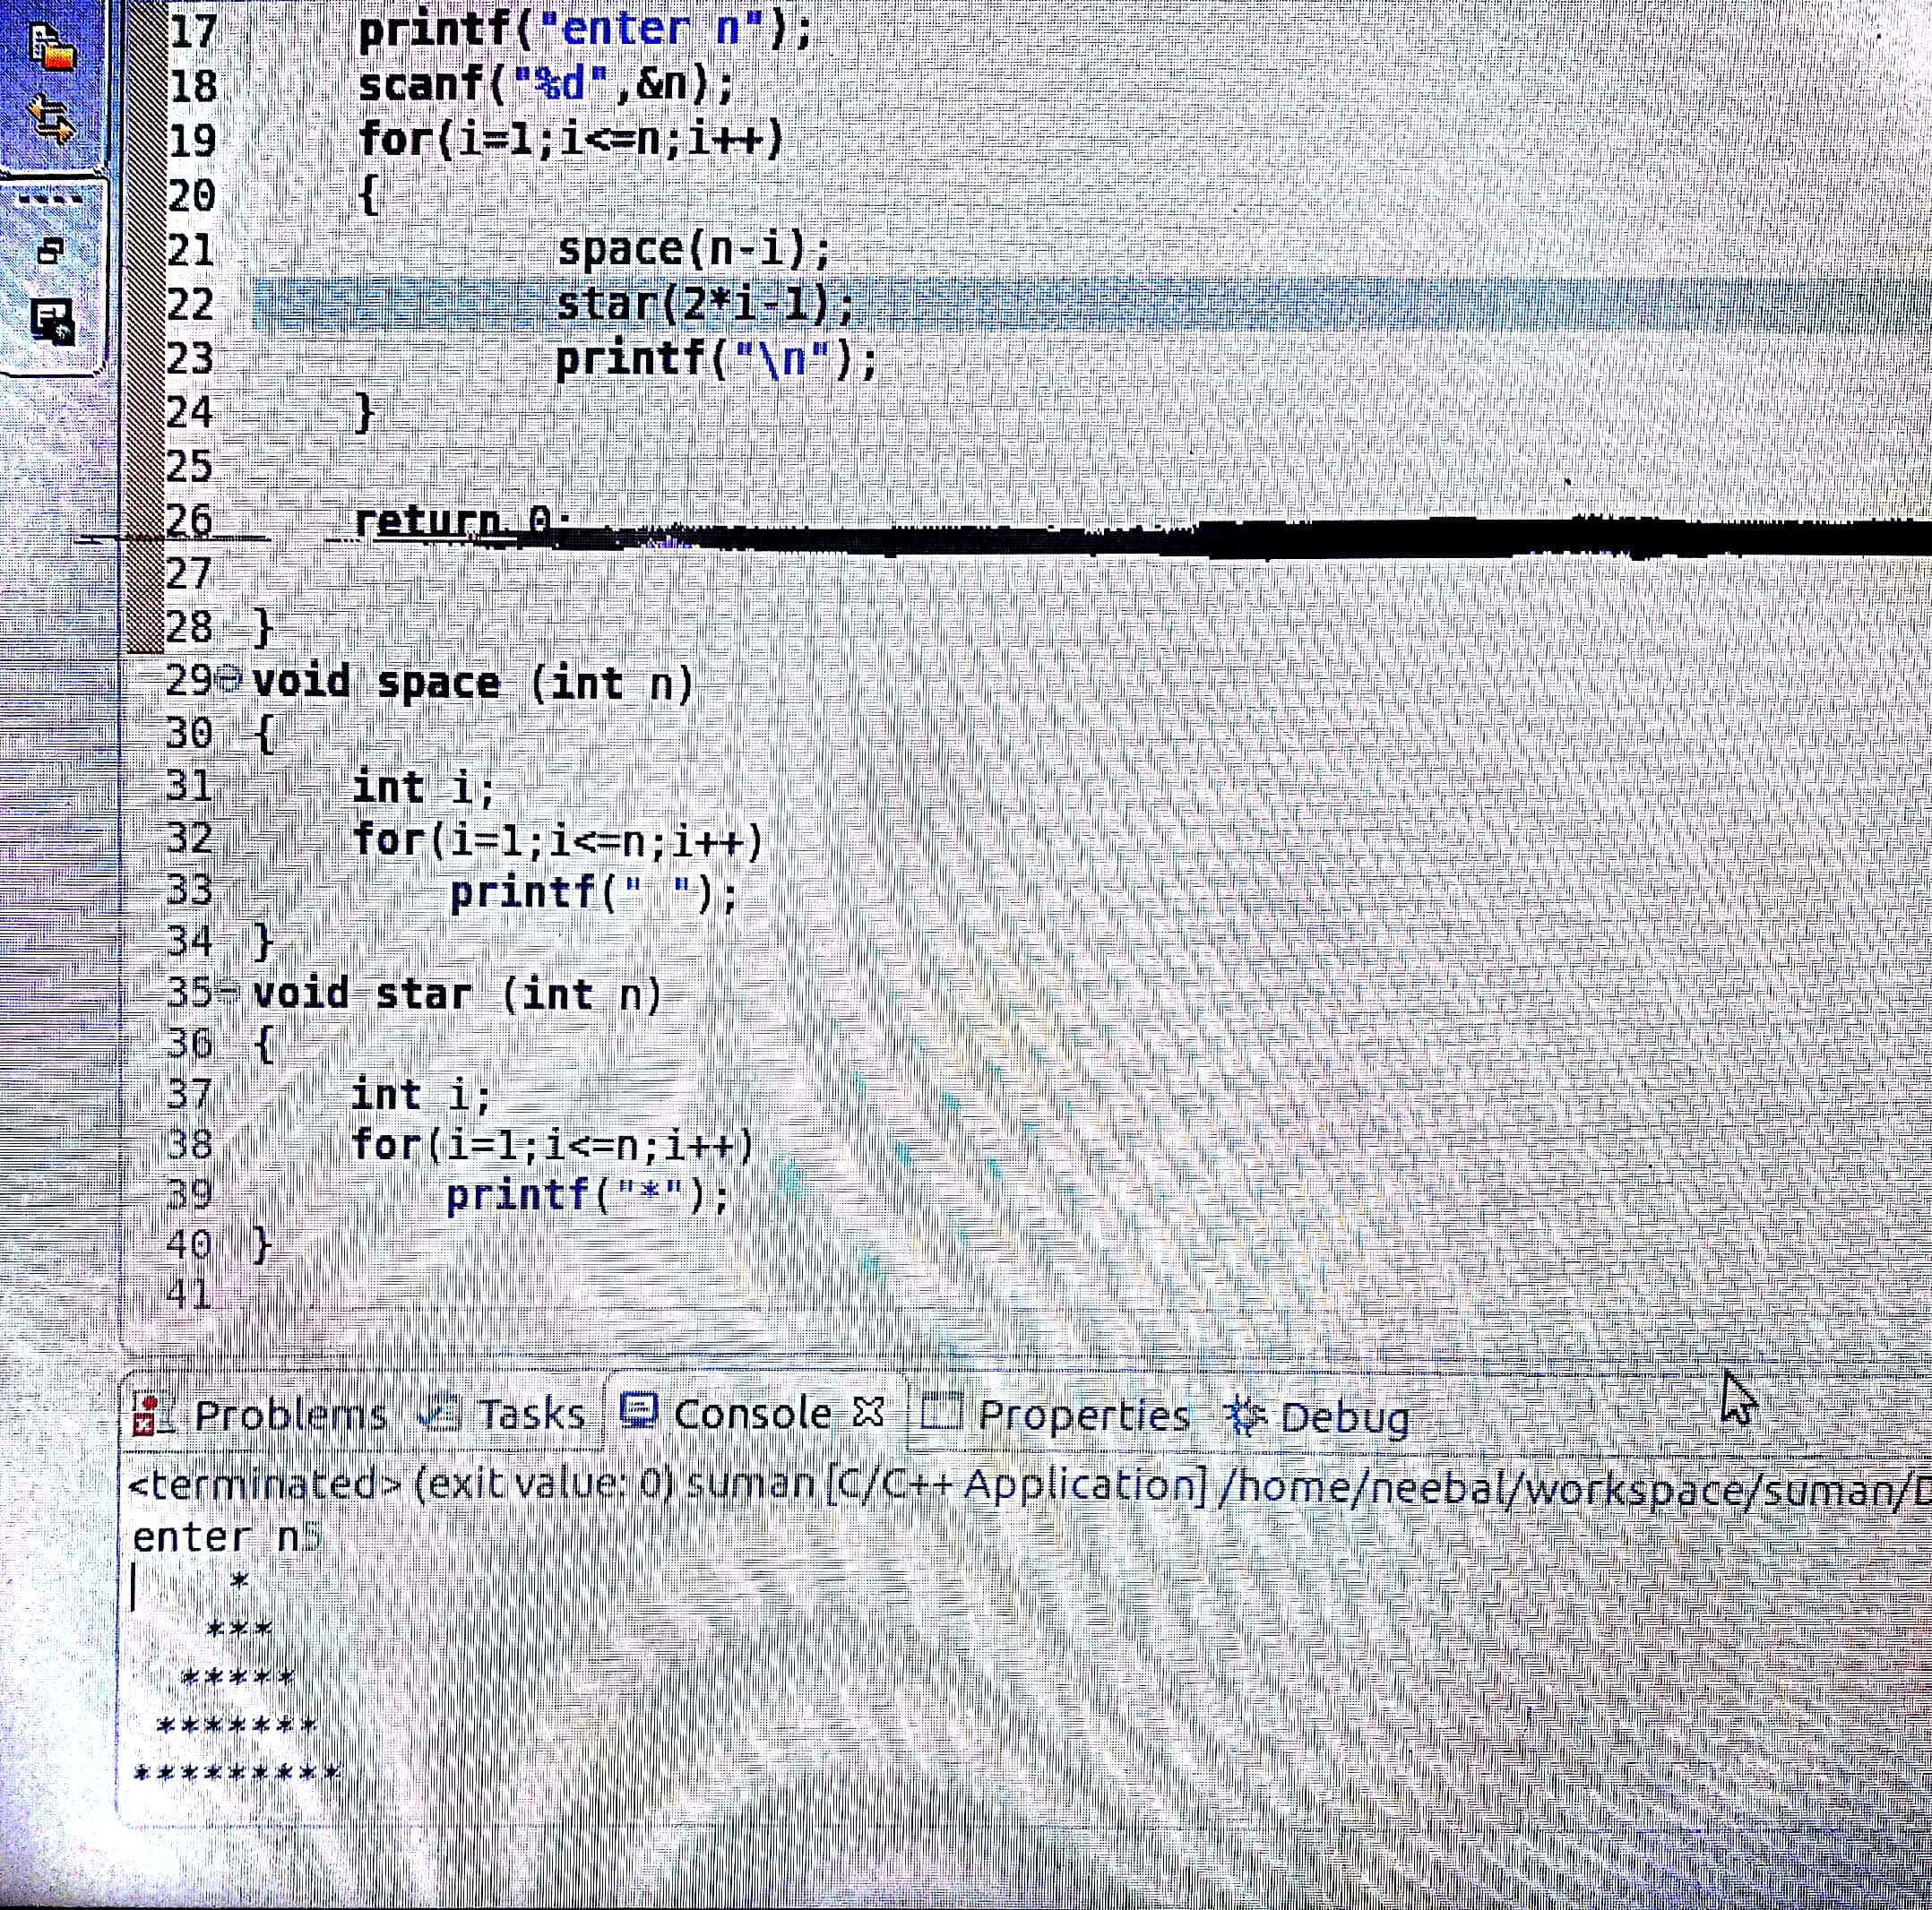 17 printf("enter n");
18 scanf("%d",&n);
19 for(i=1;i<=n;i++)
20 {
21 space(n-i);
22 star(2*i-1);
23 printf("\n");
24 }
25
26 return 0;
27
28 }
29 void space (int n)
30 {
31 int i;
32 for(i=1;i<=n;i++)
33 printf(" ");
34 }
35 void star (int n)
36 {
37 int i;
38 for(i=1;i<=n;i++)
39 printf("*");
40 }
41
Problems Tasks Console Properties Debug
<terminated> (exit value: 0) suman [C/C++ Application] /home/neebal/workspace/suman/
enter n5
    *
   ***
  *****
 *******
*********